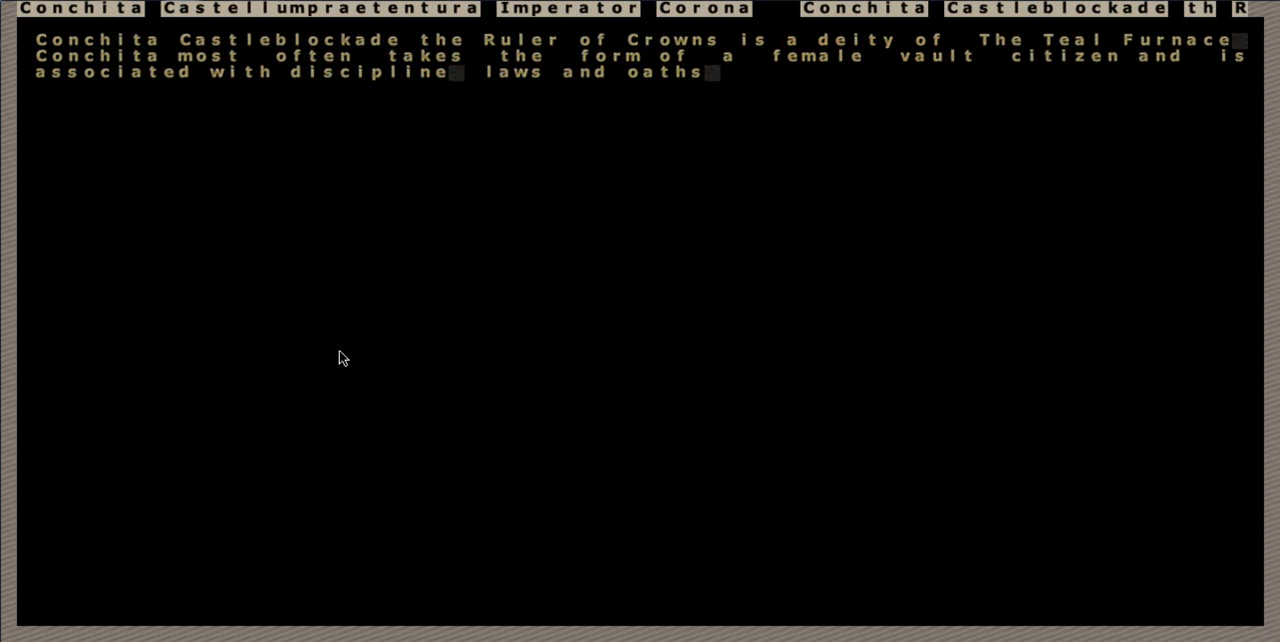 Conchita Castellumpraetentura Imperator Corona Conchita Castleblockade th R
Conchita Castleblockade the Ruler of Crowns is a deity of The Teal Furnace
Conchita most often takes the form of a female vault citizen and is
associated with discipline laws and oaths